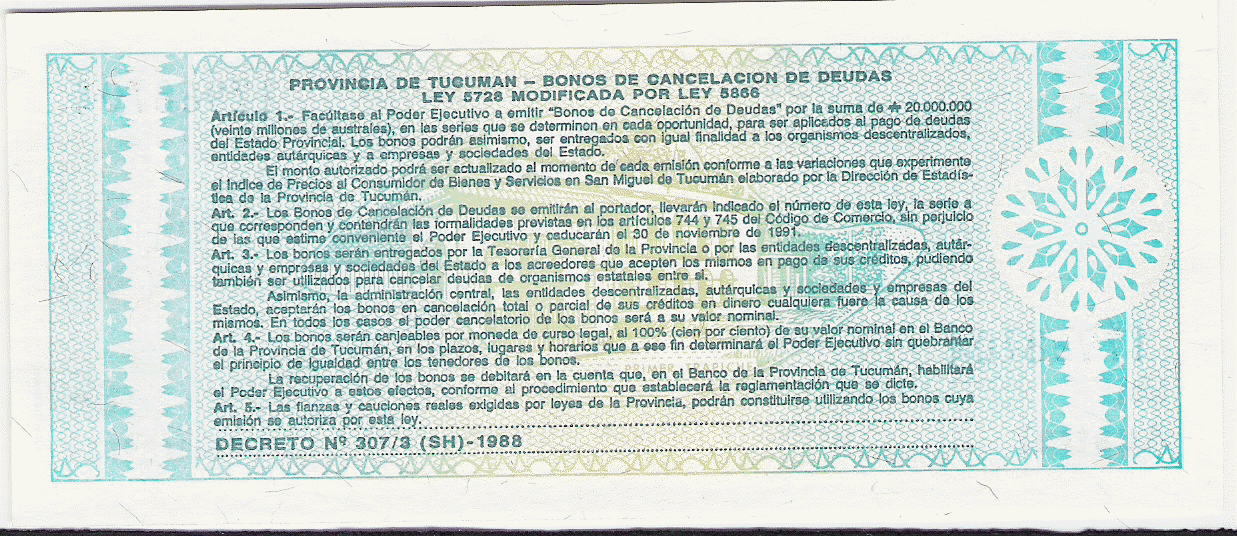 PROVINCIA DE TUCUMAN – BONOS DE CANCELACION DE DEUDAS
LEY 5728 MODIFICADA POR LEY 5866
Artículo 1.- Facúltase al Poder Ejecutivo a emitir "Bonos de Cancelación de Deudas" por la suma de ₳ 20.000.000
(veinte millones de australes), en las series que se determinen en cada oportunidad, para ser aplicados al pago de deudas
del Estado Provincial. Los bonos podrán asimismo, ser entregados con igual finalidad a los organismos descentralizados,
entidades autárquicas y a empresas y sociedades del Estado.
El monto autorizado podrá ser actualizado al momento de cada emisión conforme a las variaciones que experimente
el Indice de Precios al Consumidor de Bienes y Servicios en San Miguel de Tucumán elaborado por la Dirección de Estadís-
tica de la Provincia de Tucumán.
Art. 2.- Los Bonos de Cancelación de Deudas se emitirán al portador, llevarán indicado el número de esta ley, la serie a
que corresponden y contendrán las formalidades previstas en los artículos 744 y 745 del Código de Comercio, sin perjuicio
de las que estime conveniente el Poder Ejecutivo y caducarán el 30 de noviembre de 1991.
Art. 3.- Los bonos serán entregados por la Tesorería General de la Provincia o por las entidades descentralizadas, autár-
quicas y empresas y sociedades del Estado a los acreedores que acepten los mismos en pago de sus créditos, pudiendo
también ser utilizados para cancelar deudas de organismos estatales entre sí.
Asimismo, la administración central, las entidades descentralizadas, autárquicas y sociedades y empresas del
Estado, aceptarán los bonos en cancelación total o parcial de sus créditos en dinero cualquiera fuere la causa de los
mismos. En todos los casos el poder cancelatorio de los bonos será a su valor nominal.
Art. 4.- Los bonos serán canjeables por moneda de curso legal, al 100% (cien por ciento) de su valor nominal en el Banco
de la Provincia de Tucumán, en los plazos, lugares y horarios que a ese fin determinará el Poder Ejecutivo sin quebrantar
el principio de igualdad entre los tenedores de los bonos.
La recuperación de los bonos se debitará en la cuenta que, en el Banco de la Provincia de Tucumán, habilitará
el Poder Ejecutivo a estos efectos, conforme al procedimiento que establecerá la reglamentación que se dicte.
Art. 5.- Las fianzas y cauciones reales exigidas por leyes de la Provincia, podrán constituirse utilizando los bonos cuya
emisión se autoriza por esta ley.
DECRETO Nº 307/3 (SH)-1988